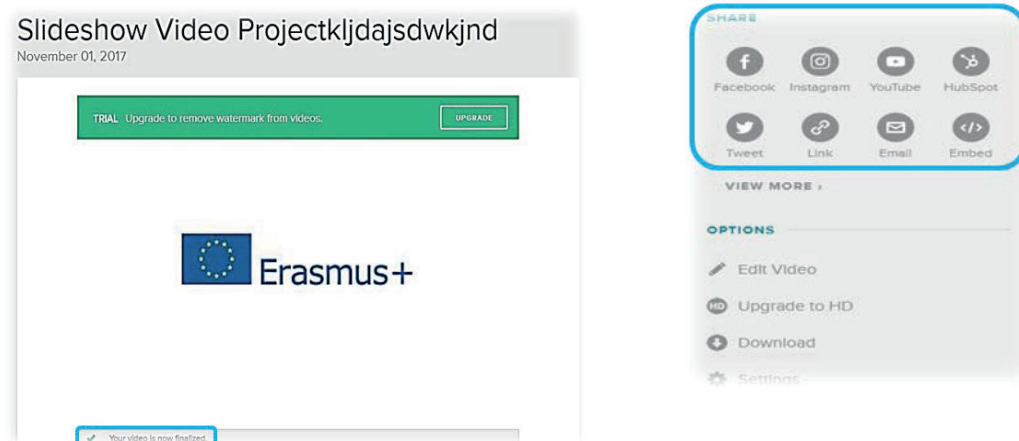 Slideshow Video Projectkljdajsdwkjnd
November 01, 2017
TRIAL Upgrade to remove watermark from videos.
UPGRADE
Erasmus+
Your video is now finalized.
SHARE
Facebook Instagram YouTube HubSpot
Tweet Link Email Embed
VIEW MORE ›
OPTIONS
Edit Video
HD Upgrade to HD
Download
Settings